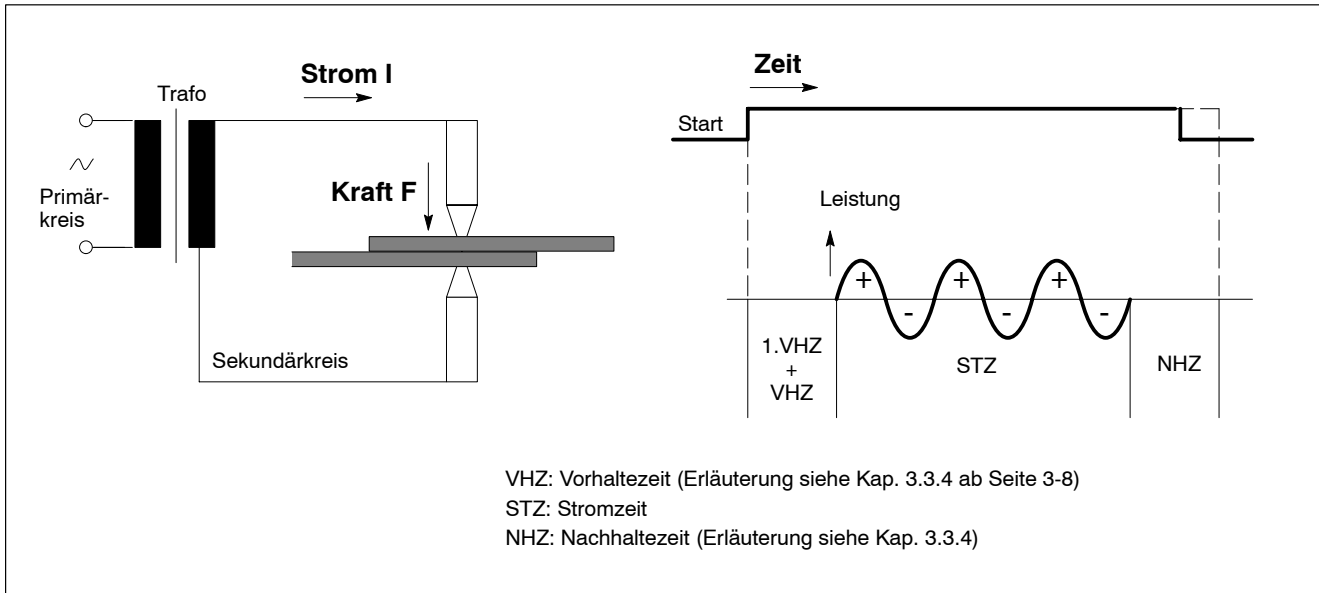 Strom I
Trafo
Primär-
kreis
Kraft F
Sekundärkreis
Zeit
Start
Leistung
+
+
+
-
-
-
1.VHZ
+
VHZ
STZ
NHZ
VHZ: Vorhaltezeit (Erläuterung siehe Kap. 3.3.4 ab Seite 3-8)
STZ: Stromzeit
NHZ: Nachhaltezeit (Erläuterung siehe Kap. 3.3.4)